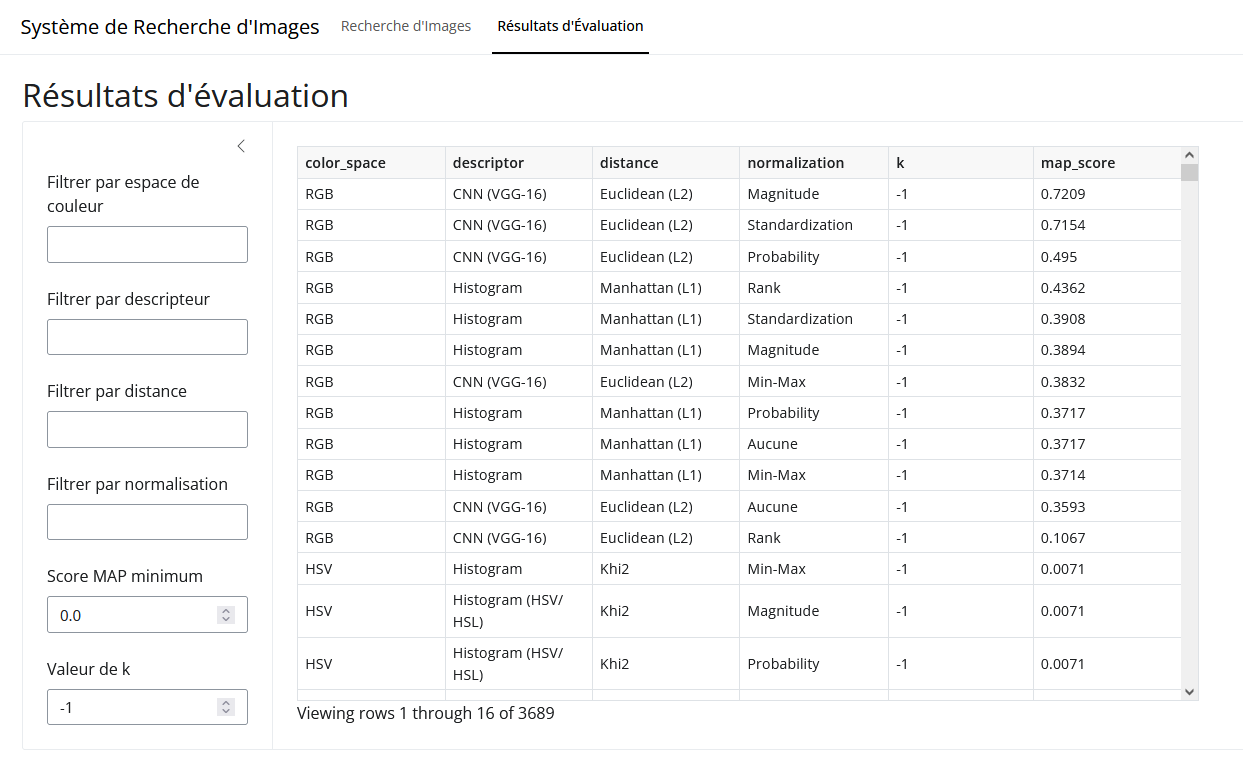 Système de Recherche d'Images Recherche d'Images Résultats d'Évaluation
Résultats d'évaluation
Filtrer par espace de
couleur
Filtrer par descripteur
Filtrer par distance
Filtrer par normalisation
Score MAP minimum
0.0
Valeur de k
-1
color_space descriptor distance normalization k map_score
RGB CNN (VGG-16) Euclidean (L2) Magnitude -1 0.7209
RGB CNN (VGG-16) Euclidean (L2) Standardization -1 0.7154
RGB CNN (VGG-16) Euclidean (L2) Probability -1 0.495
RGB Histogram Manhattan (L1) Rank -1 0.4362
RGB Histogram Manhattan (L1) Standardization -1 0.3908
RGB Histogram Manhattan (L1) Magnitude -1 0.3894
RGB CNN (VGG-16) Euclidean (L2) Min-Max -1 0.3832
RGB Histogram Manhattan (L1) Probability -1 0.3717
RGB Histogram Manhattan (L1) Aucune -1 0.3717
RGB Histogram Manhattan (L1) Min-Max -1 0.3714
RGB CNN (VGG-16) Euclidean (L2) Aucune -1 0.3593
RGB CNN (VGG-16) Euclidean (L2) Rank -1 0.1067
HSV Histogram Khi2 Min-Max -1 0.0071
HSV Histogram (HSV/
HSL) Khi2 Magnitude -1 0.0071
HSV Histogram (HSV/
HSL) Khi2 Probability -1 0.0071
Viewing rows 1 through 16 of 3689